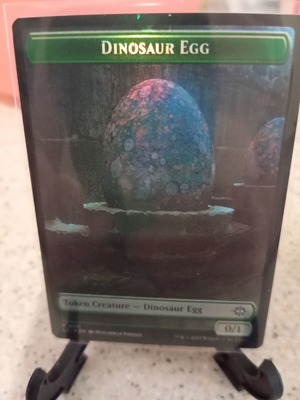 DINOSAUR EGG
Token Creature — Dinosaur Egg
0/1